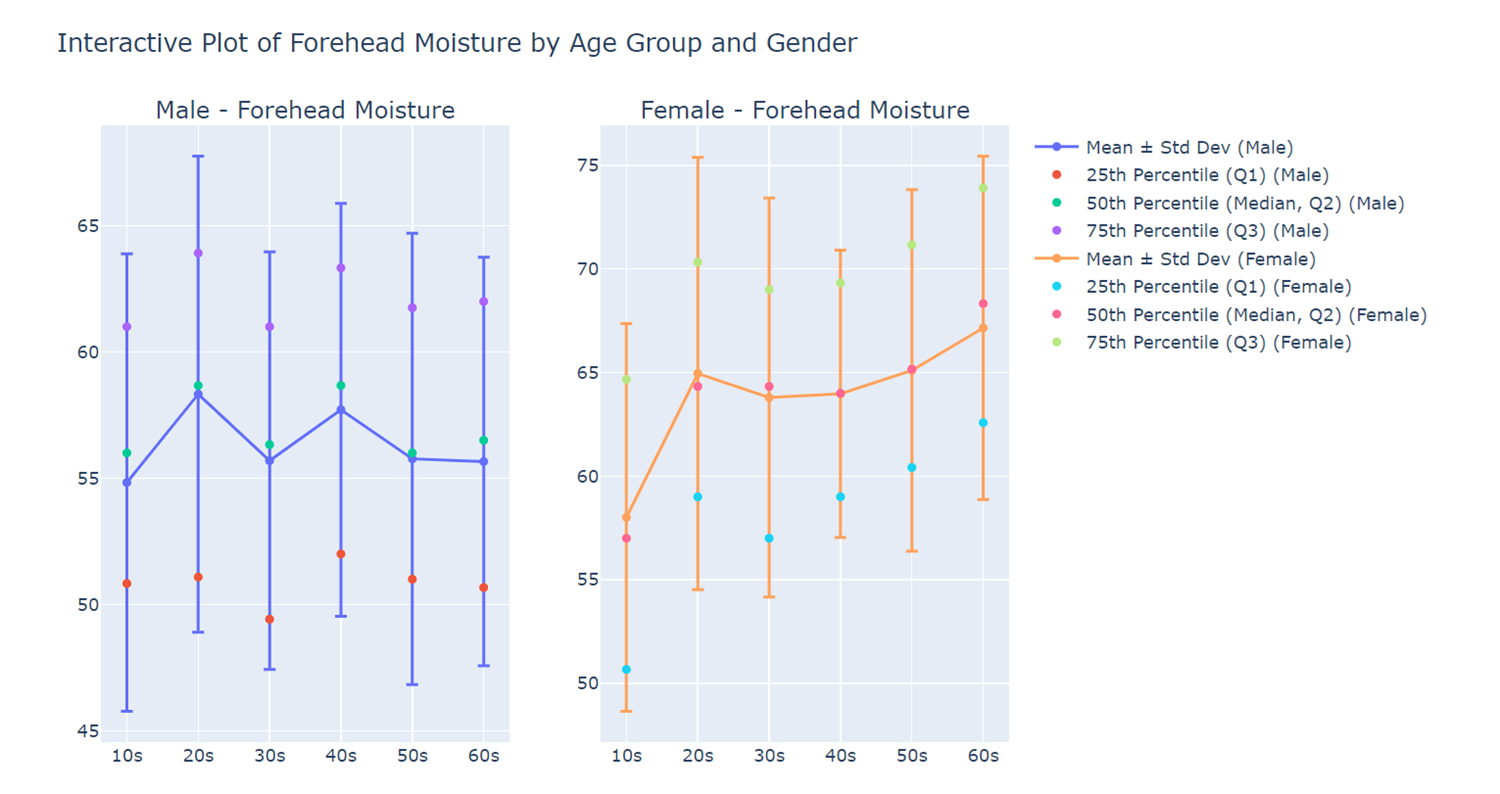 Interactive Plot of Forehead Moisture by Age Group and Gender
Male - Forehead Moisture
65
60
55
50
45
10s 20s 30s 40s 50s 60s
Female - Forehead Moisture
75
70
65
60
55
50
10s 20s 30s 40s 50s 60s
Mean ± Std Dev (Male)
25th Percentile (Q1) (Male)
50th Percentile (Median, Q2) (Male)
75th Percentile (Q3) (Male)
Mean ± Std Dev (Female)
25th Percentile (Q1) (Female)
50th Percentile (Median, Q2) (Female)
75th Percentile (Q3) (Female)